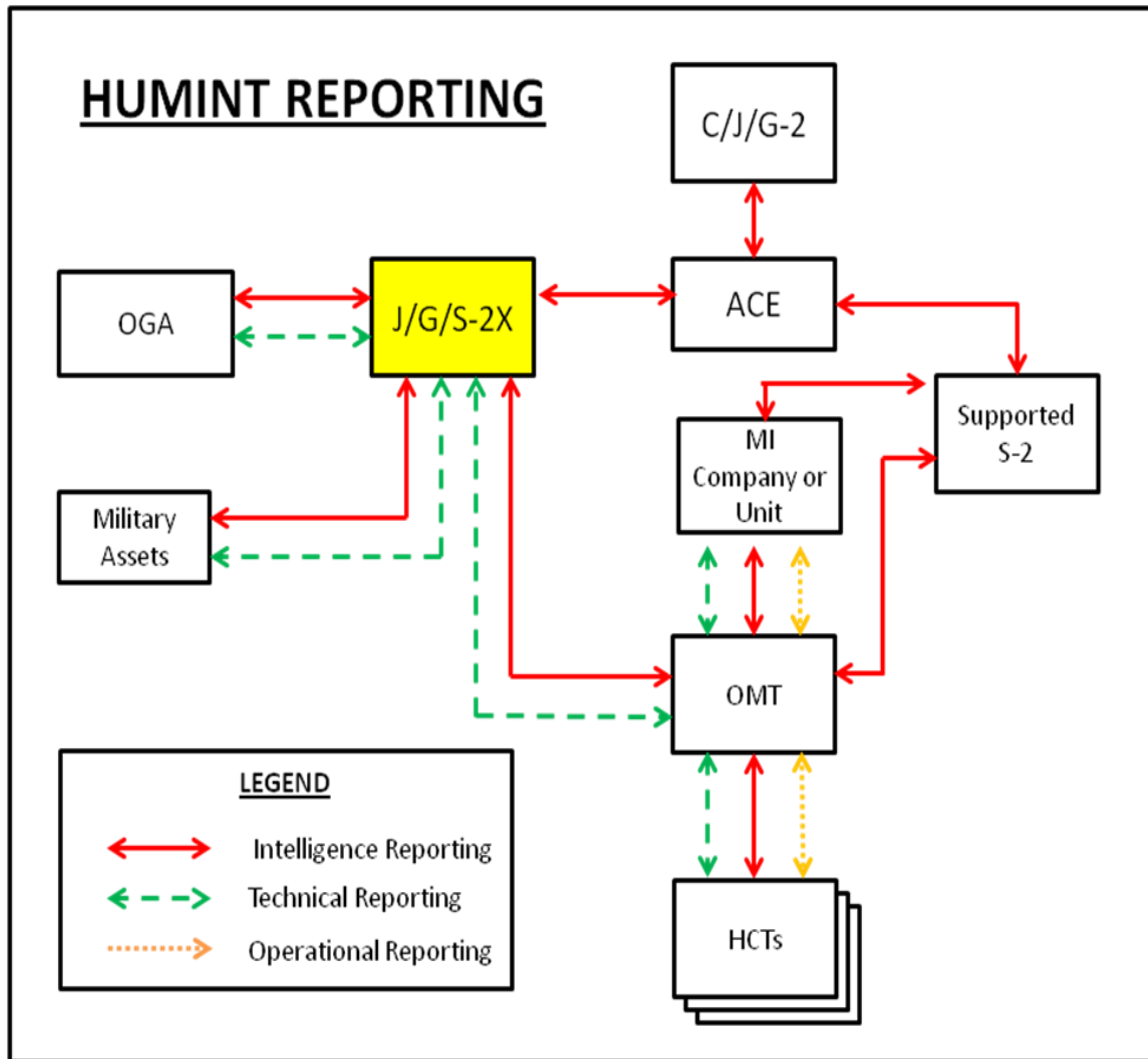 HUMINT REPORTING
C/J/G-2
OGA
J/G/S-2X
ACE
MI
Company or
Unit
Supported
S-2
Military
Assets
OMT
LEGEND
Intelligence Reporting
Technical Reporting
Operational Reporting
HCTs